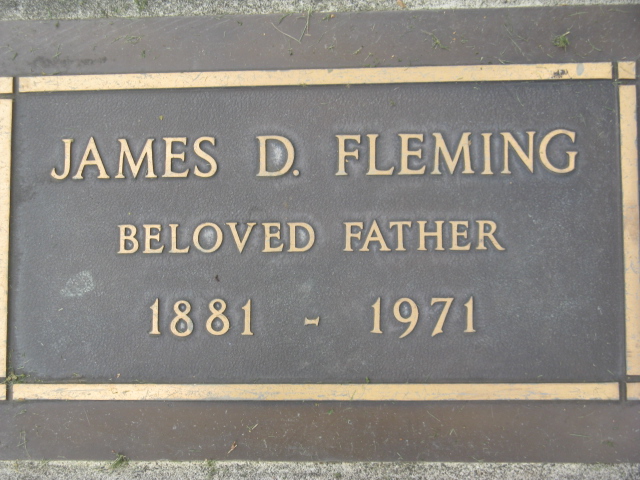 JAMES D. FLEMING
BELOVED FATHER
1881 - 1971